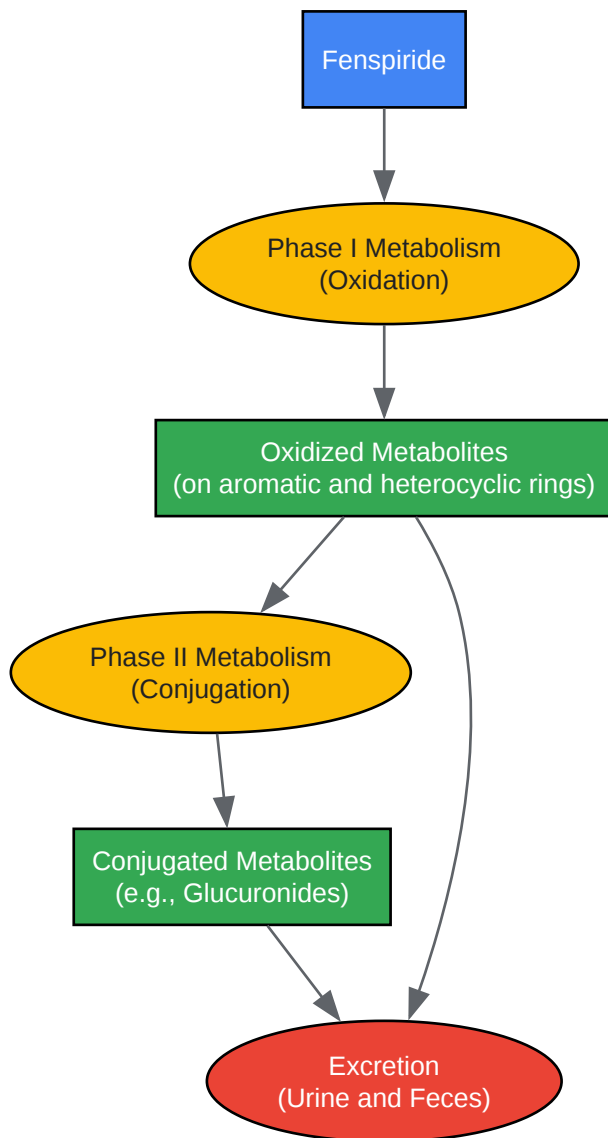 Fenspiride
Phase I Metabolism
(Oxidation)
Oxidized Metabolites
(on aromatic and heterocyclic rings)
Phase II Metabolism
(Conjugation)
Conjugated Metabolites
(e.g., Glucuronides)
Excretion
(Urine and Feces)